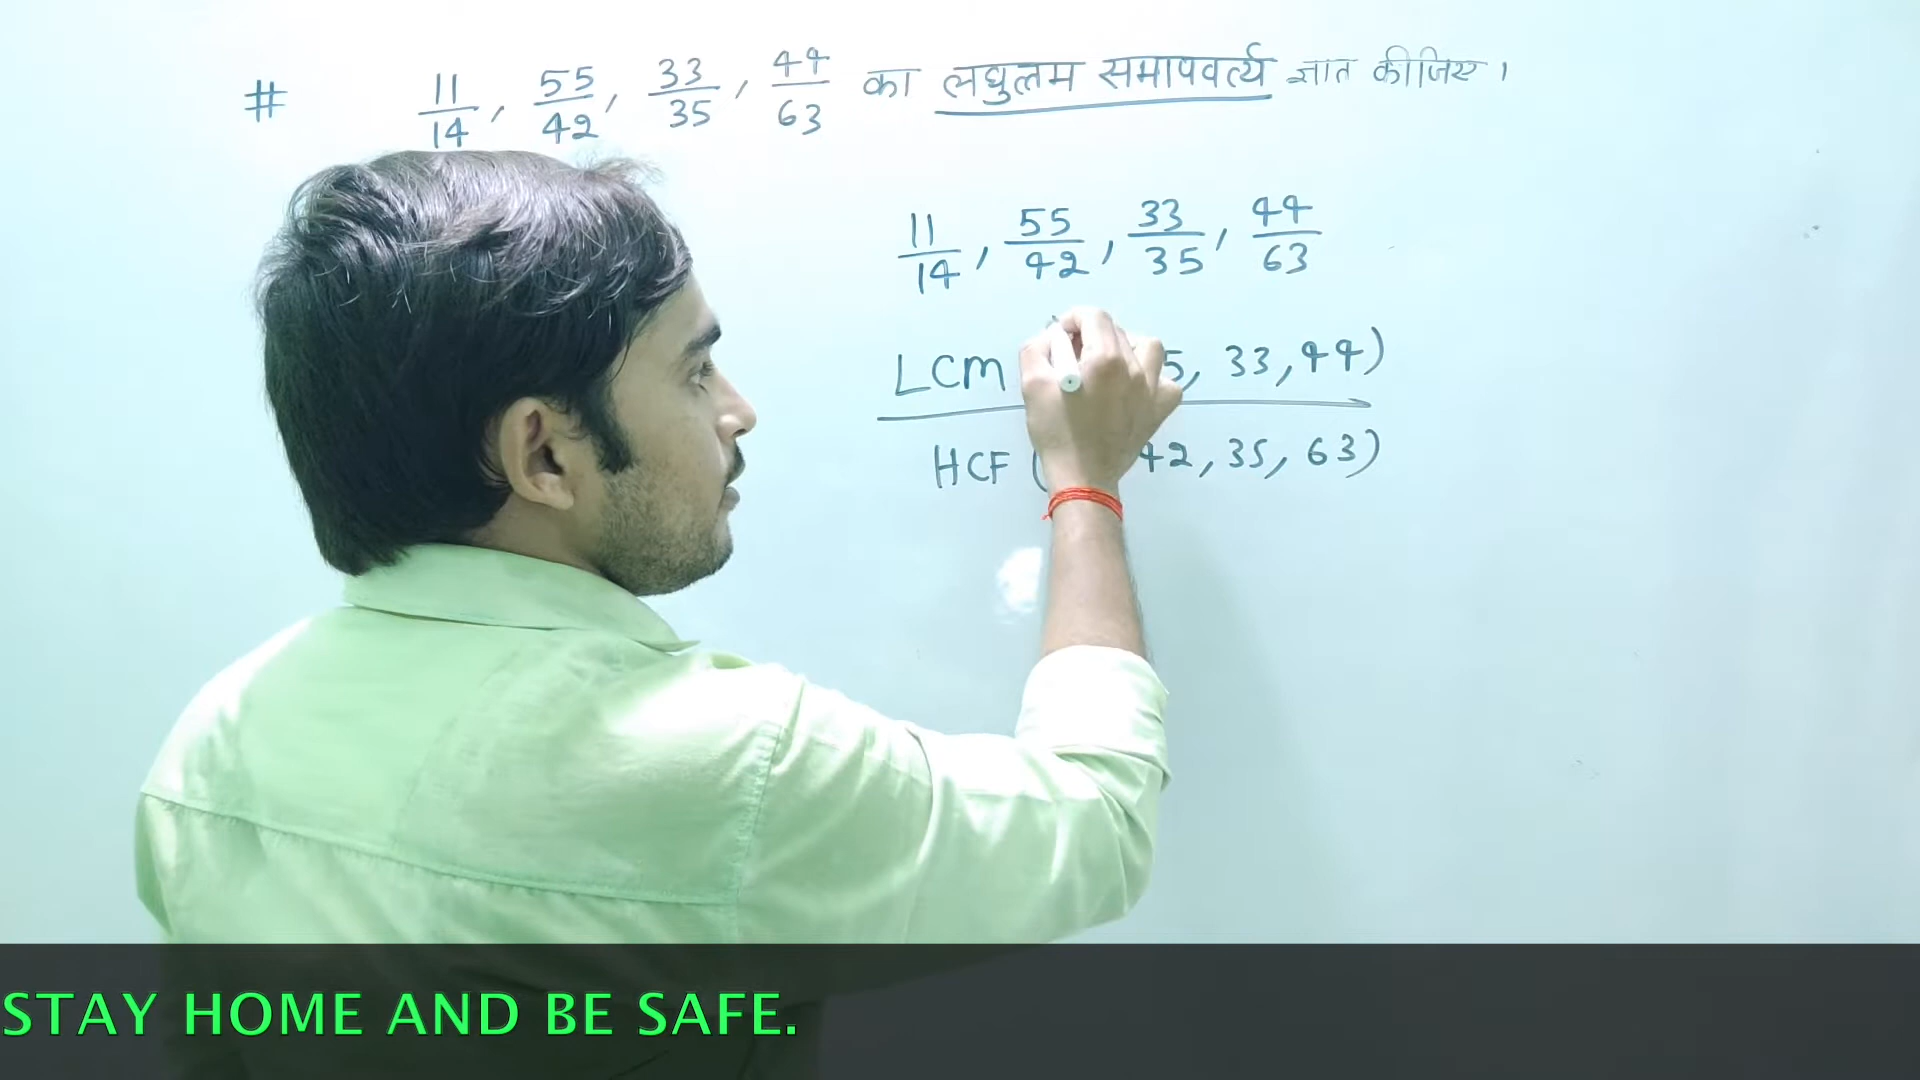 # 11/14, 55/42, 33/35, 44/63 का लघुत्तम समापवर्त्य ज्ञात कीजिए।
11/14, 55/42, 33/35, 44/63
LCM 5, 33, 44)
HCF ( 42, 35, 63)
STAY HOME AND BE SAFE.